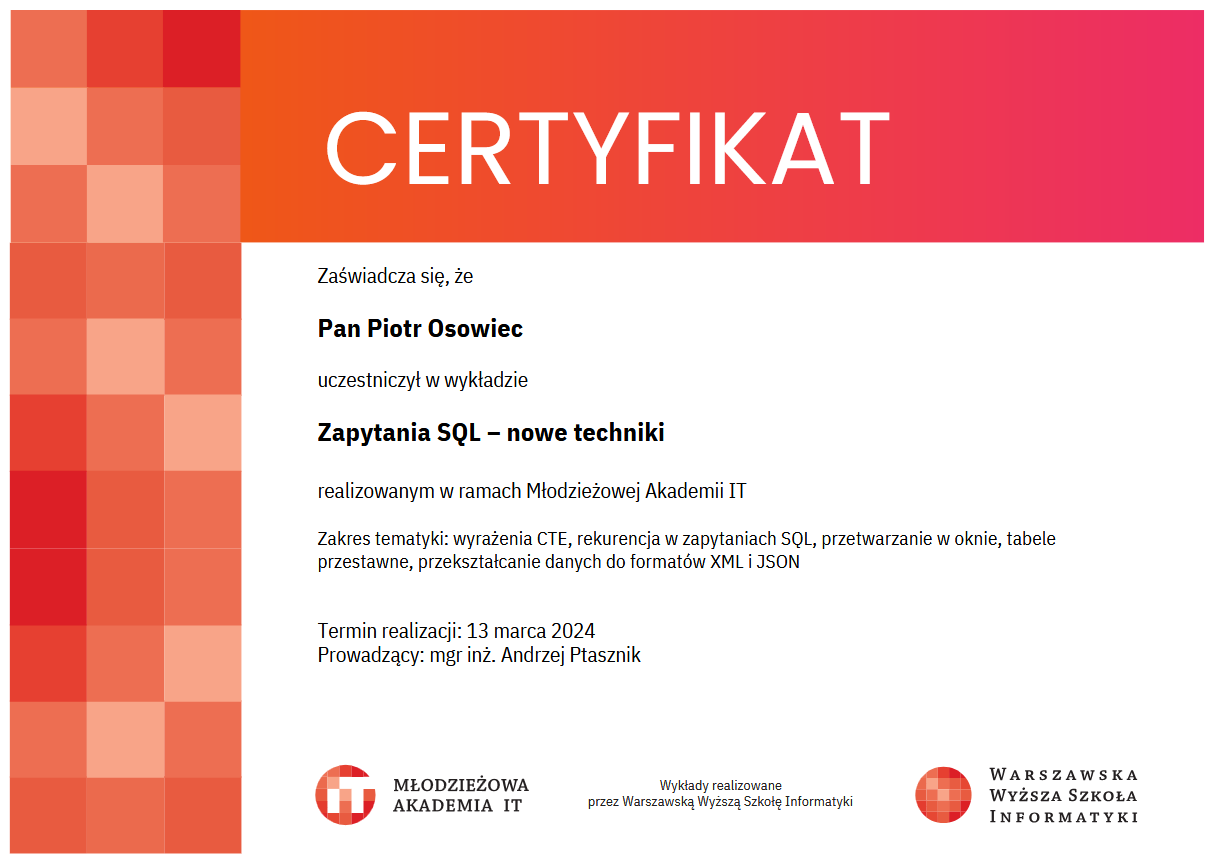 CERTYFIKAT
Zaświadcza się, że
Pan Piotr Osowiec
uczestniczył w wykładzie
Zapytania SQL – nowe techniki
realizowanym w ramach Młodzieżowej Akademii IT
Zakres tematyki: wyrażenia CTE, rekurencja w zapytaniach SQL, przetwarzanie w oknie, tabele
przestawne, przekształcanie danych do formatów XML i JSON
Termin realizacji: 13 marca 2024
Prowadzący: mgr inż. Andrzej Ptasznik
IT
MŁODZIEŻOWA
AKADEMIA IT
Wykłady realizowane
przez Warszawską Wyższą Szkołę Informatyki
WARSZAWSKA
WYŻSZA SZKOŁA
INFORMATYKI